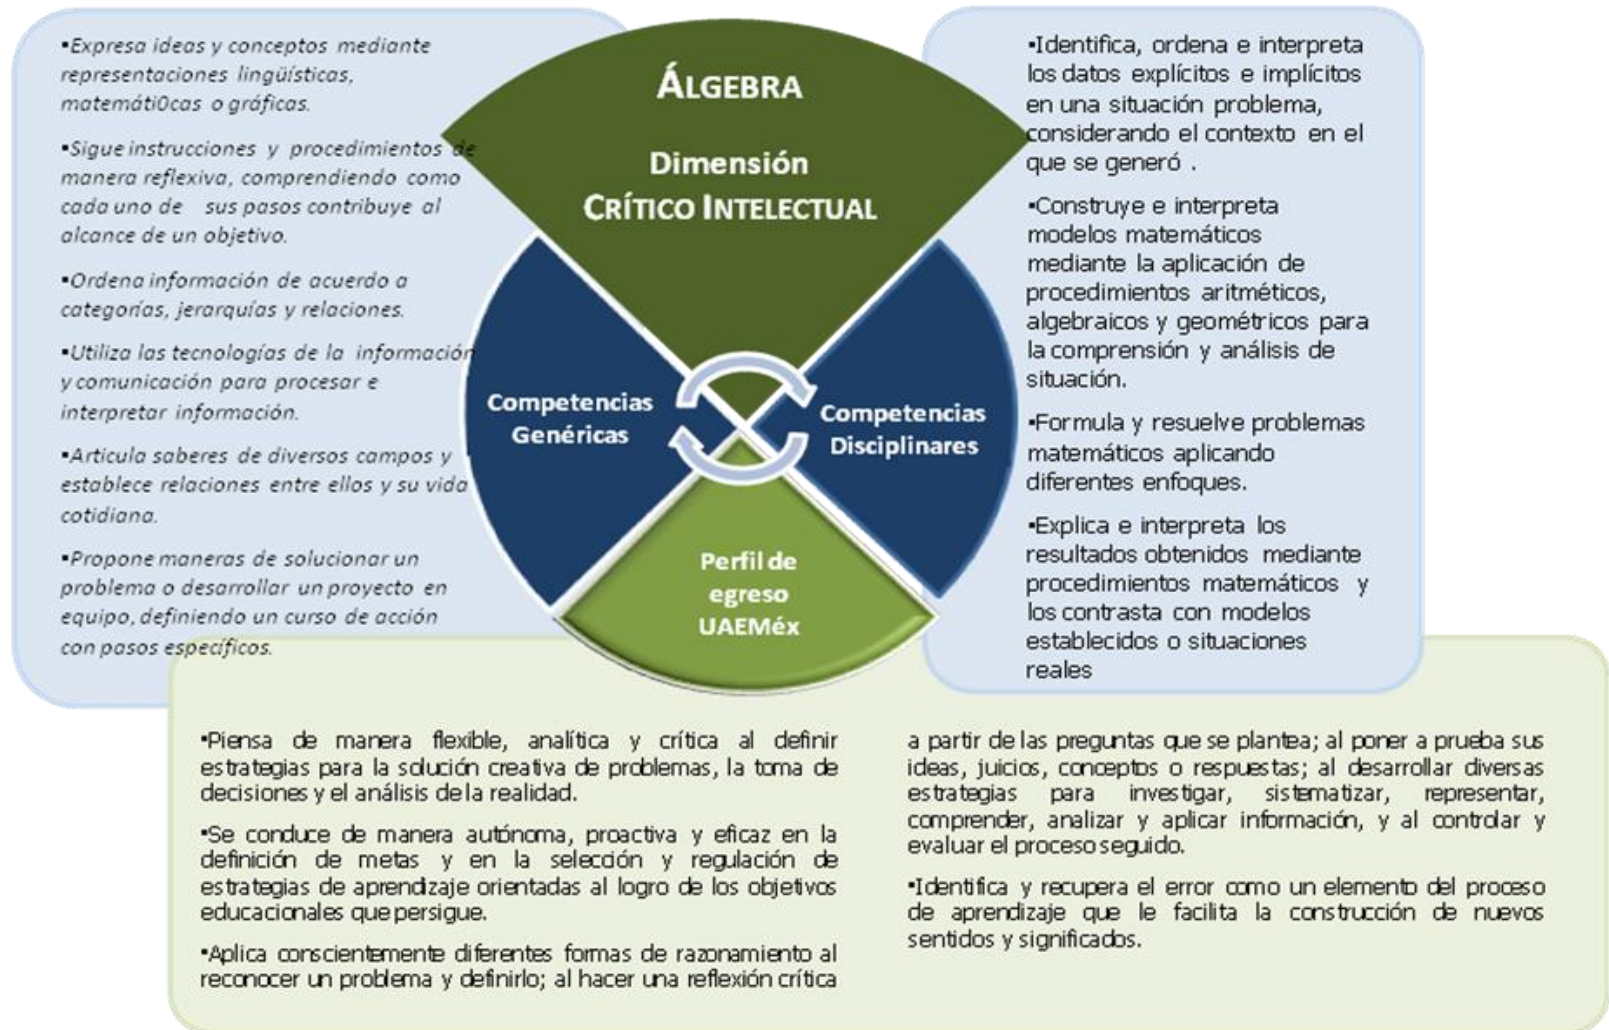 ▪Expresa ideas y conceptos mediante
representaciones lingüísticas,
matemáti0cas o gráficas.
▪Sigue instrucciones y procedimientos de
manera reflexiva, comprendiendo como
cada uno de sus pasos contribuye al
alcance de un objetivo.
▪Ordena información de acuerdo a
categorías, jerarquías y relaciones.
▪Utiliza las tecnologías de la información
y comunicación para procesar e
interpretar información.
▪Articula saberes de diversos campos y
establece relaciones entre ellos y su vida
cotidiana.
▪Propone maneras de solucionar un
problema o desarrollar un proyecto en
equipo, definiendo un curso de acción
con pasos específicos.
ÁLGEBRA
Dimensión
CRÍTICO INTELECTUAL
Competencias
Genéricas
Competencias
Disciplinares
Perfil de
egreso
UAEMéx
▪Identifica, ordena e interpreta
los datos explícitos e implícitos
en una situación problema,
considerando el contexto en el
que se generó .
▪Construye e interpreta
modelos matemáticos
mediante la aplicación de
procedimientos aritméticos,
algebraicos y geométricos para
la comprensión y análisis de
situación.
▪Formula y resuelve problemas
matemáticos aplicando
diferentes enfoques.
▪Explica e interpreta los
resultados obtenidos mediante
procedimientos matemáticos y
los contrasta con modelos
establecidos o situaciones
reales
▪Piensa de manera flexible, analítica y crítica al definir
estrategias para la solución creativa de problemas, la toma de
decisiones y el análisis de la realidad.
▪Se conduce de manera autónoma, proactiva y eficaz en la
definición de metas y en la selección y regulación de
estrategias de aprendizaje orientadas al logro de los objetivos
educacionales que persigue.
▪Aplica conscientemente diferentes formas de razonamiento al
reconocer un problema y definirlo; al hacer una reflexión crítica
a partir de las preguntas que se plantea; al poner a prueba sus
ideas, juicios, conceptos o respuestas; al desarrollar diversas
estrategias para investigar, sistematizar, representar,
comprender, analizar y aplicar información, y al controlar y
evaluar el proceso seguido.
▪Identifica y recupera el error como un elemento del proceso
de aprendizaje que le facilita la construcción de nuevos
sentidos y significados.